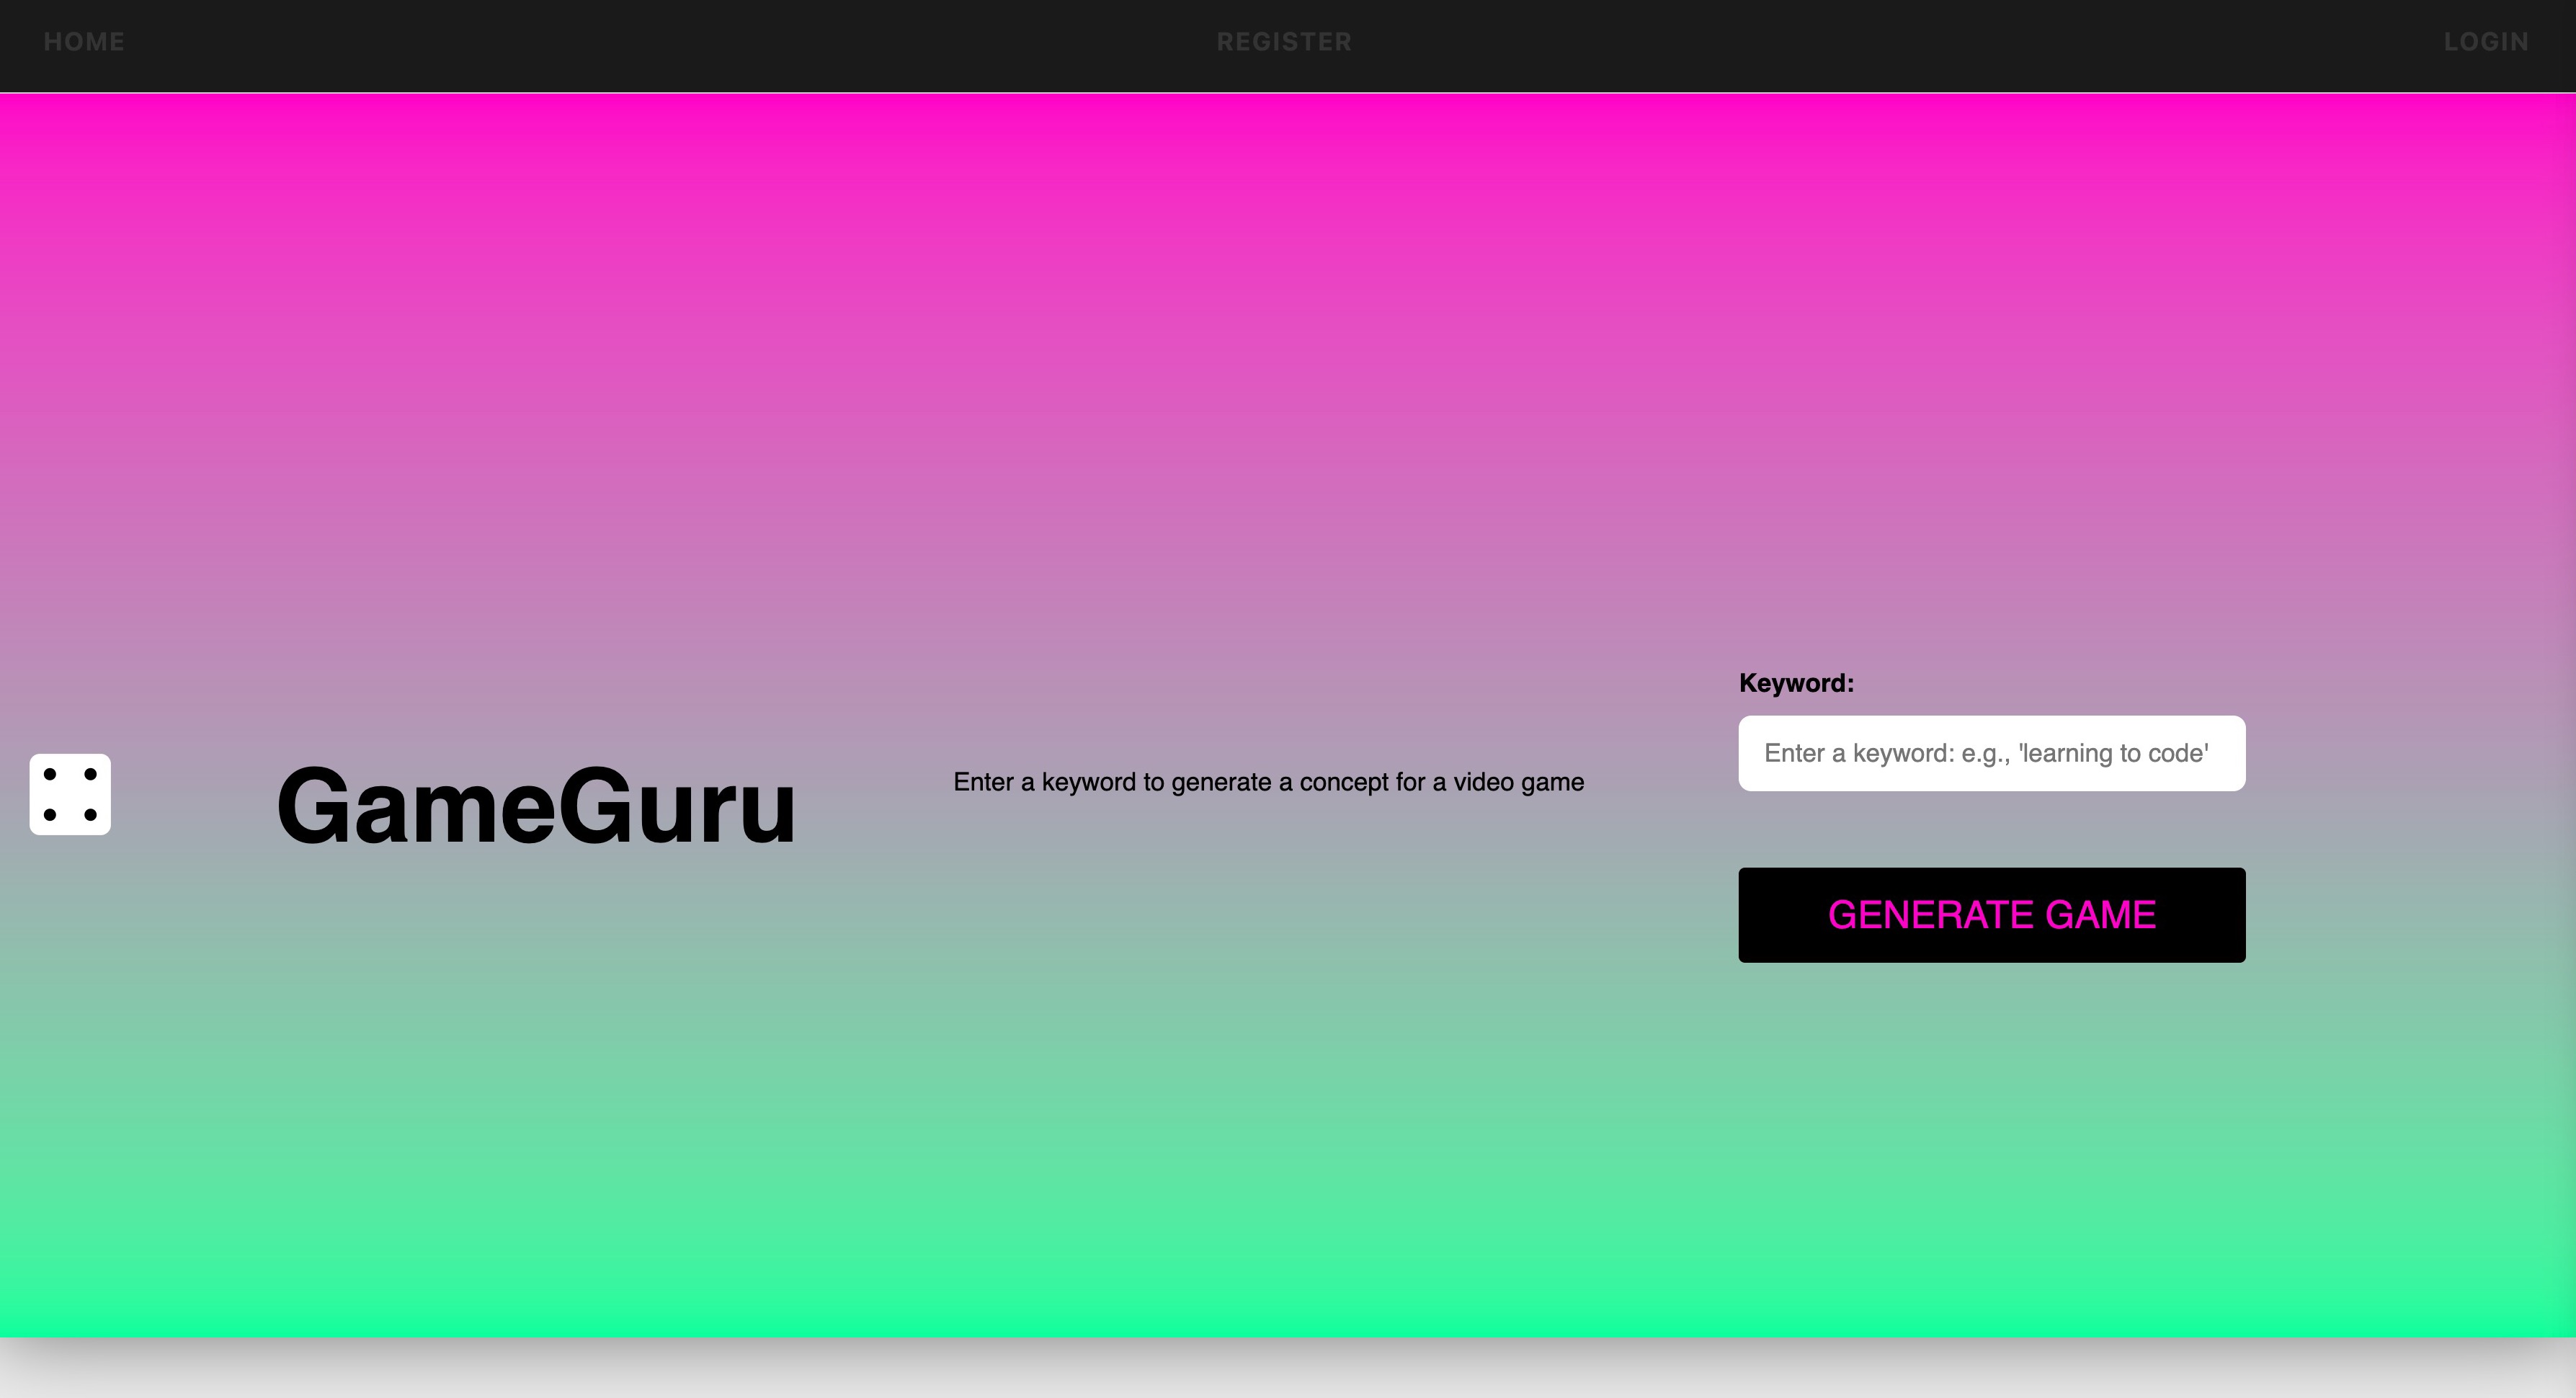 HOME
REGISTER
LOGIN
GameGuru
Enter a keyword to generate a concept for a video game
Keyword:
Enter a keyword: e.g., 'learning to code'
GENERATE GAME